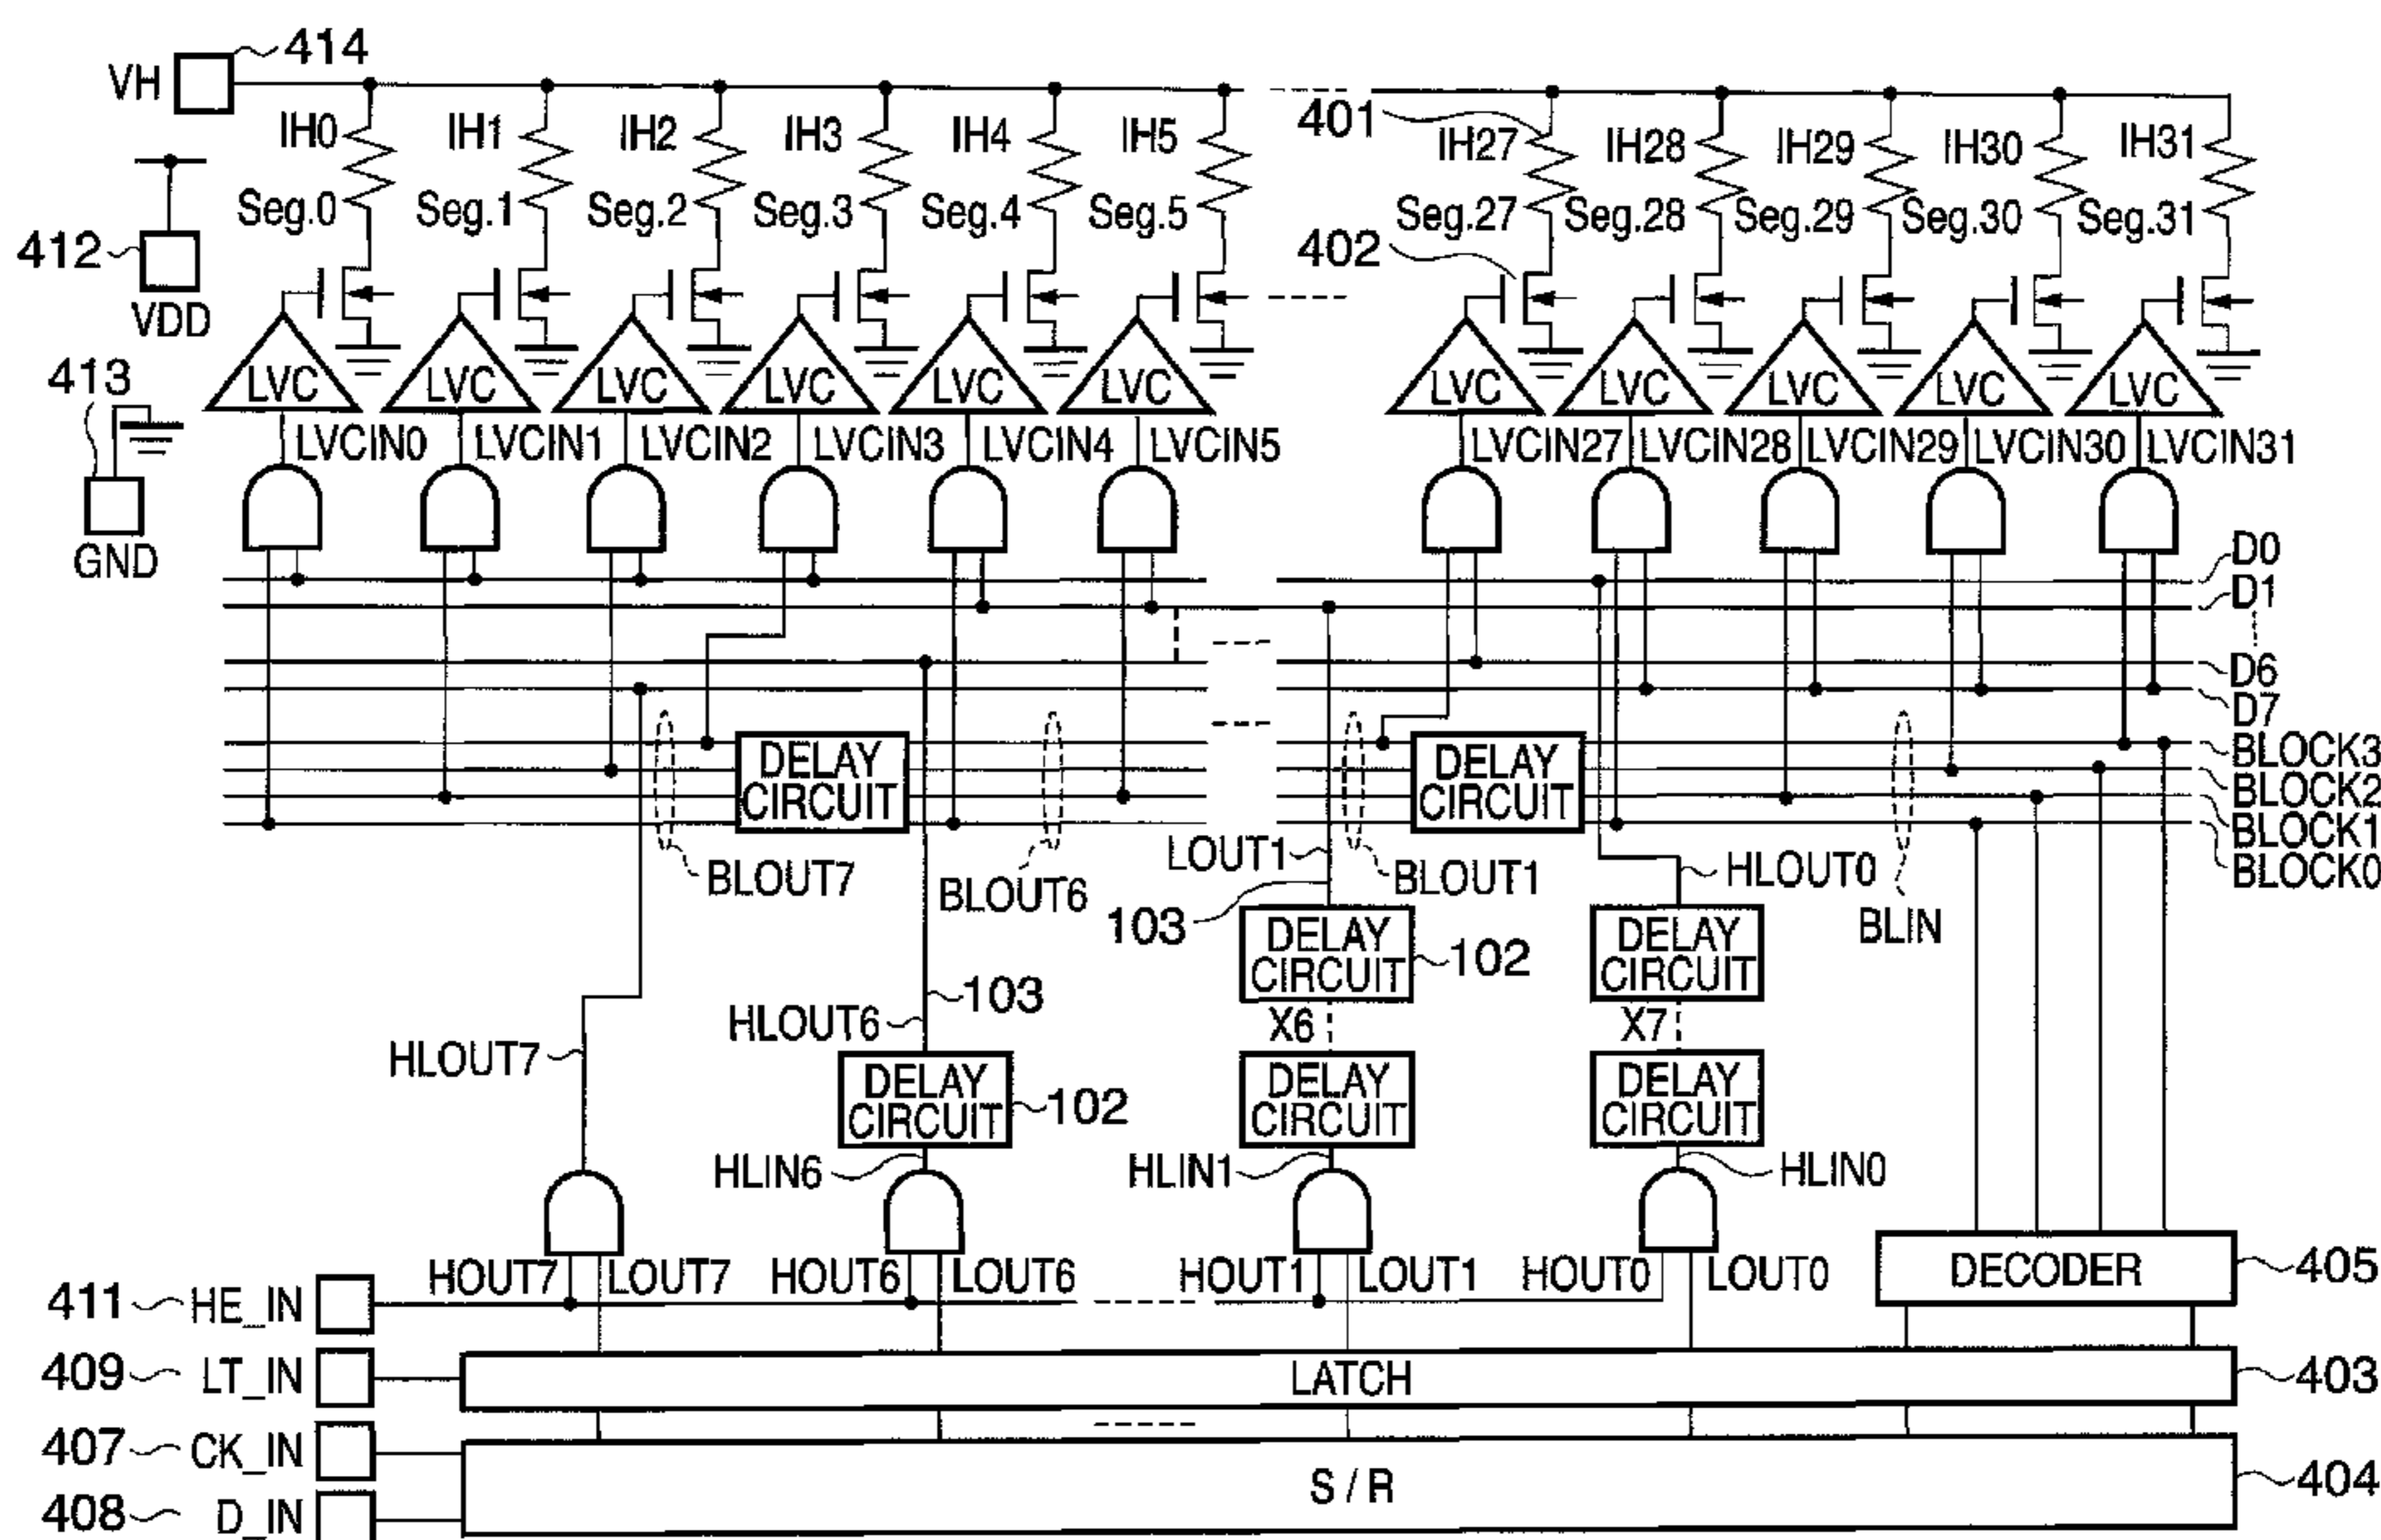 414
VH
401
IH0 IH1 IH2 IH3 IH4 IH5 IH27 IH28 IH29 IH30 IH31
Seg.0 Seg.1 Seg.2 Seg.3 Seg.4 Seg.5 Seg.27 Seg.28 Seg.29 Seg.30 Seg.31
412
402
VDD
413
LVC LVC LVC LVC LVC LVC LVC LVC LVC LVC LVC
LVCIN0 LVCIN1 LVCIN2 LVCIN3 LVCIN4 LVCIN5 LVCIN27 LVCIN28 LVCIN29 LVCIN30 LVCIN31
GND
D0
D1
D6
D7
DELAY CIRCUIT
DELAY CIRCUIT
BLOCK3
BLOCK2
BLOCK1
BLOCK0
BLOUT7
BLOUT6
LOUT1
BLOUT1
HLOUT0
BLIN
103
DELAY CIRCUIT
102
DELAY CIRCUIT
103
HLOUT6
X6
X7
HLOUT7
DELAY CIRCUIT
102
DELAY CIRCUIT
DELAY CIRCUIT
HLIN6
HLIN1
HLIN0
HOUT7 LOUT7 HOUT6 LOUT6 HOUT1 LOUT1 HOUT0 LOUT0
DECODER
405
411 HE_IN
409 LT_IN
LATCH
403
407 CK_IN
S / R
404
408 D_IN